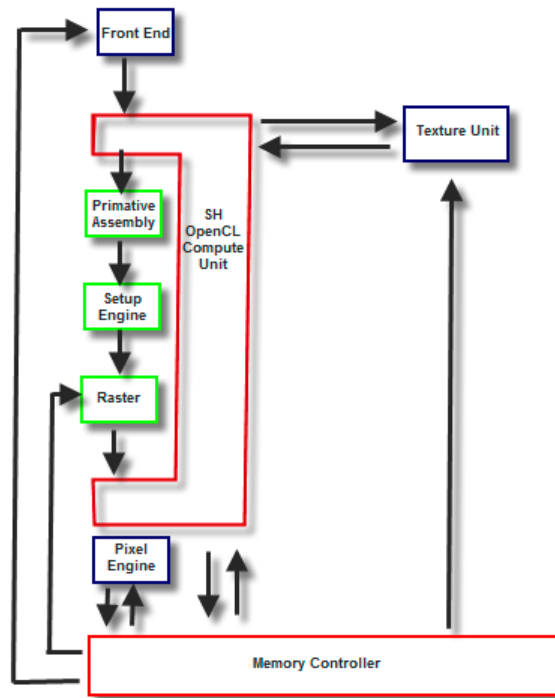 Front End
Texture Unit
Primative
Assembly
SH
OpenCL
Compute
Unit
Setup
Engine
Raster
Pixel
Engine
Memory Controller